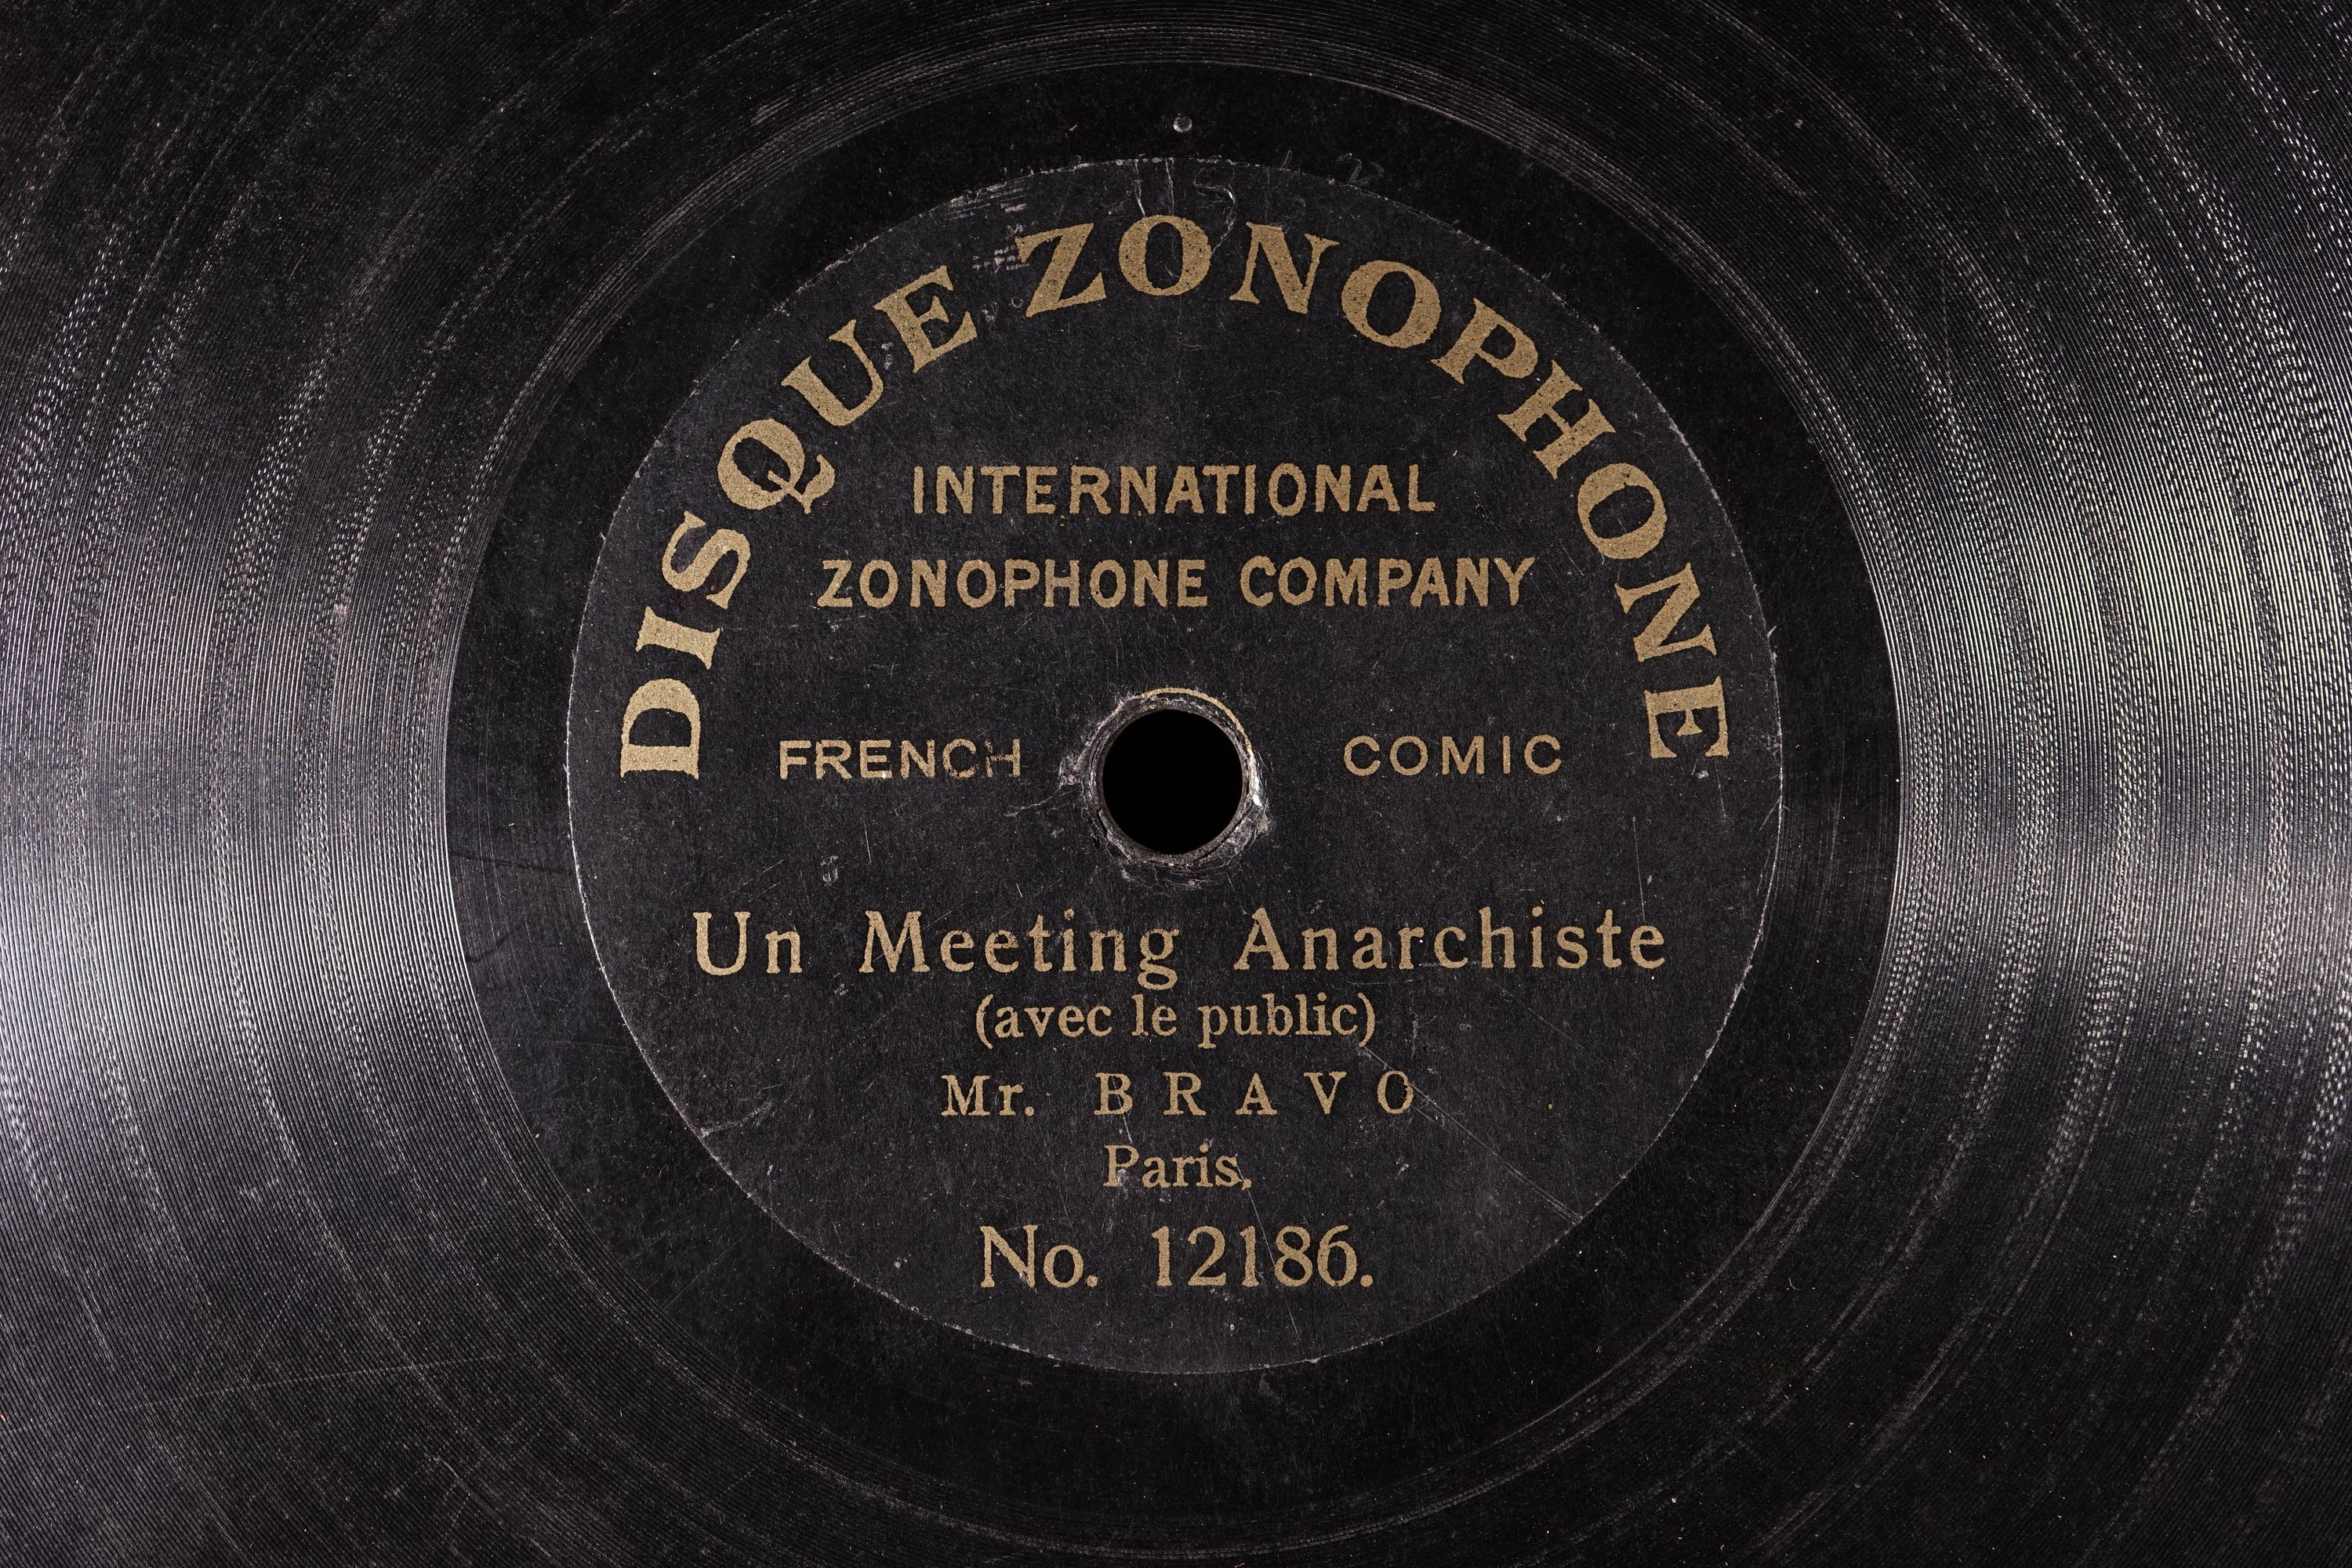 DISQUE ZONOPHONE
INTERNATIONAL
ZONOPHONE COMPANY
FRENCH COMIC
Un Meeting Anarchiste
(avec le public)
Mr. BRAVO
Paris,
No. 12186.